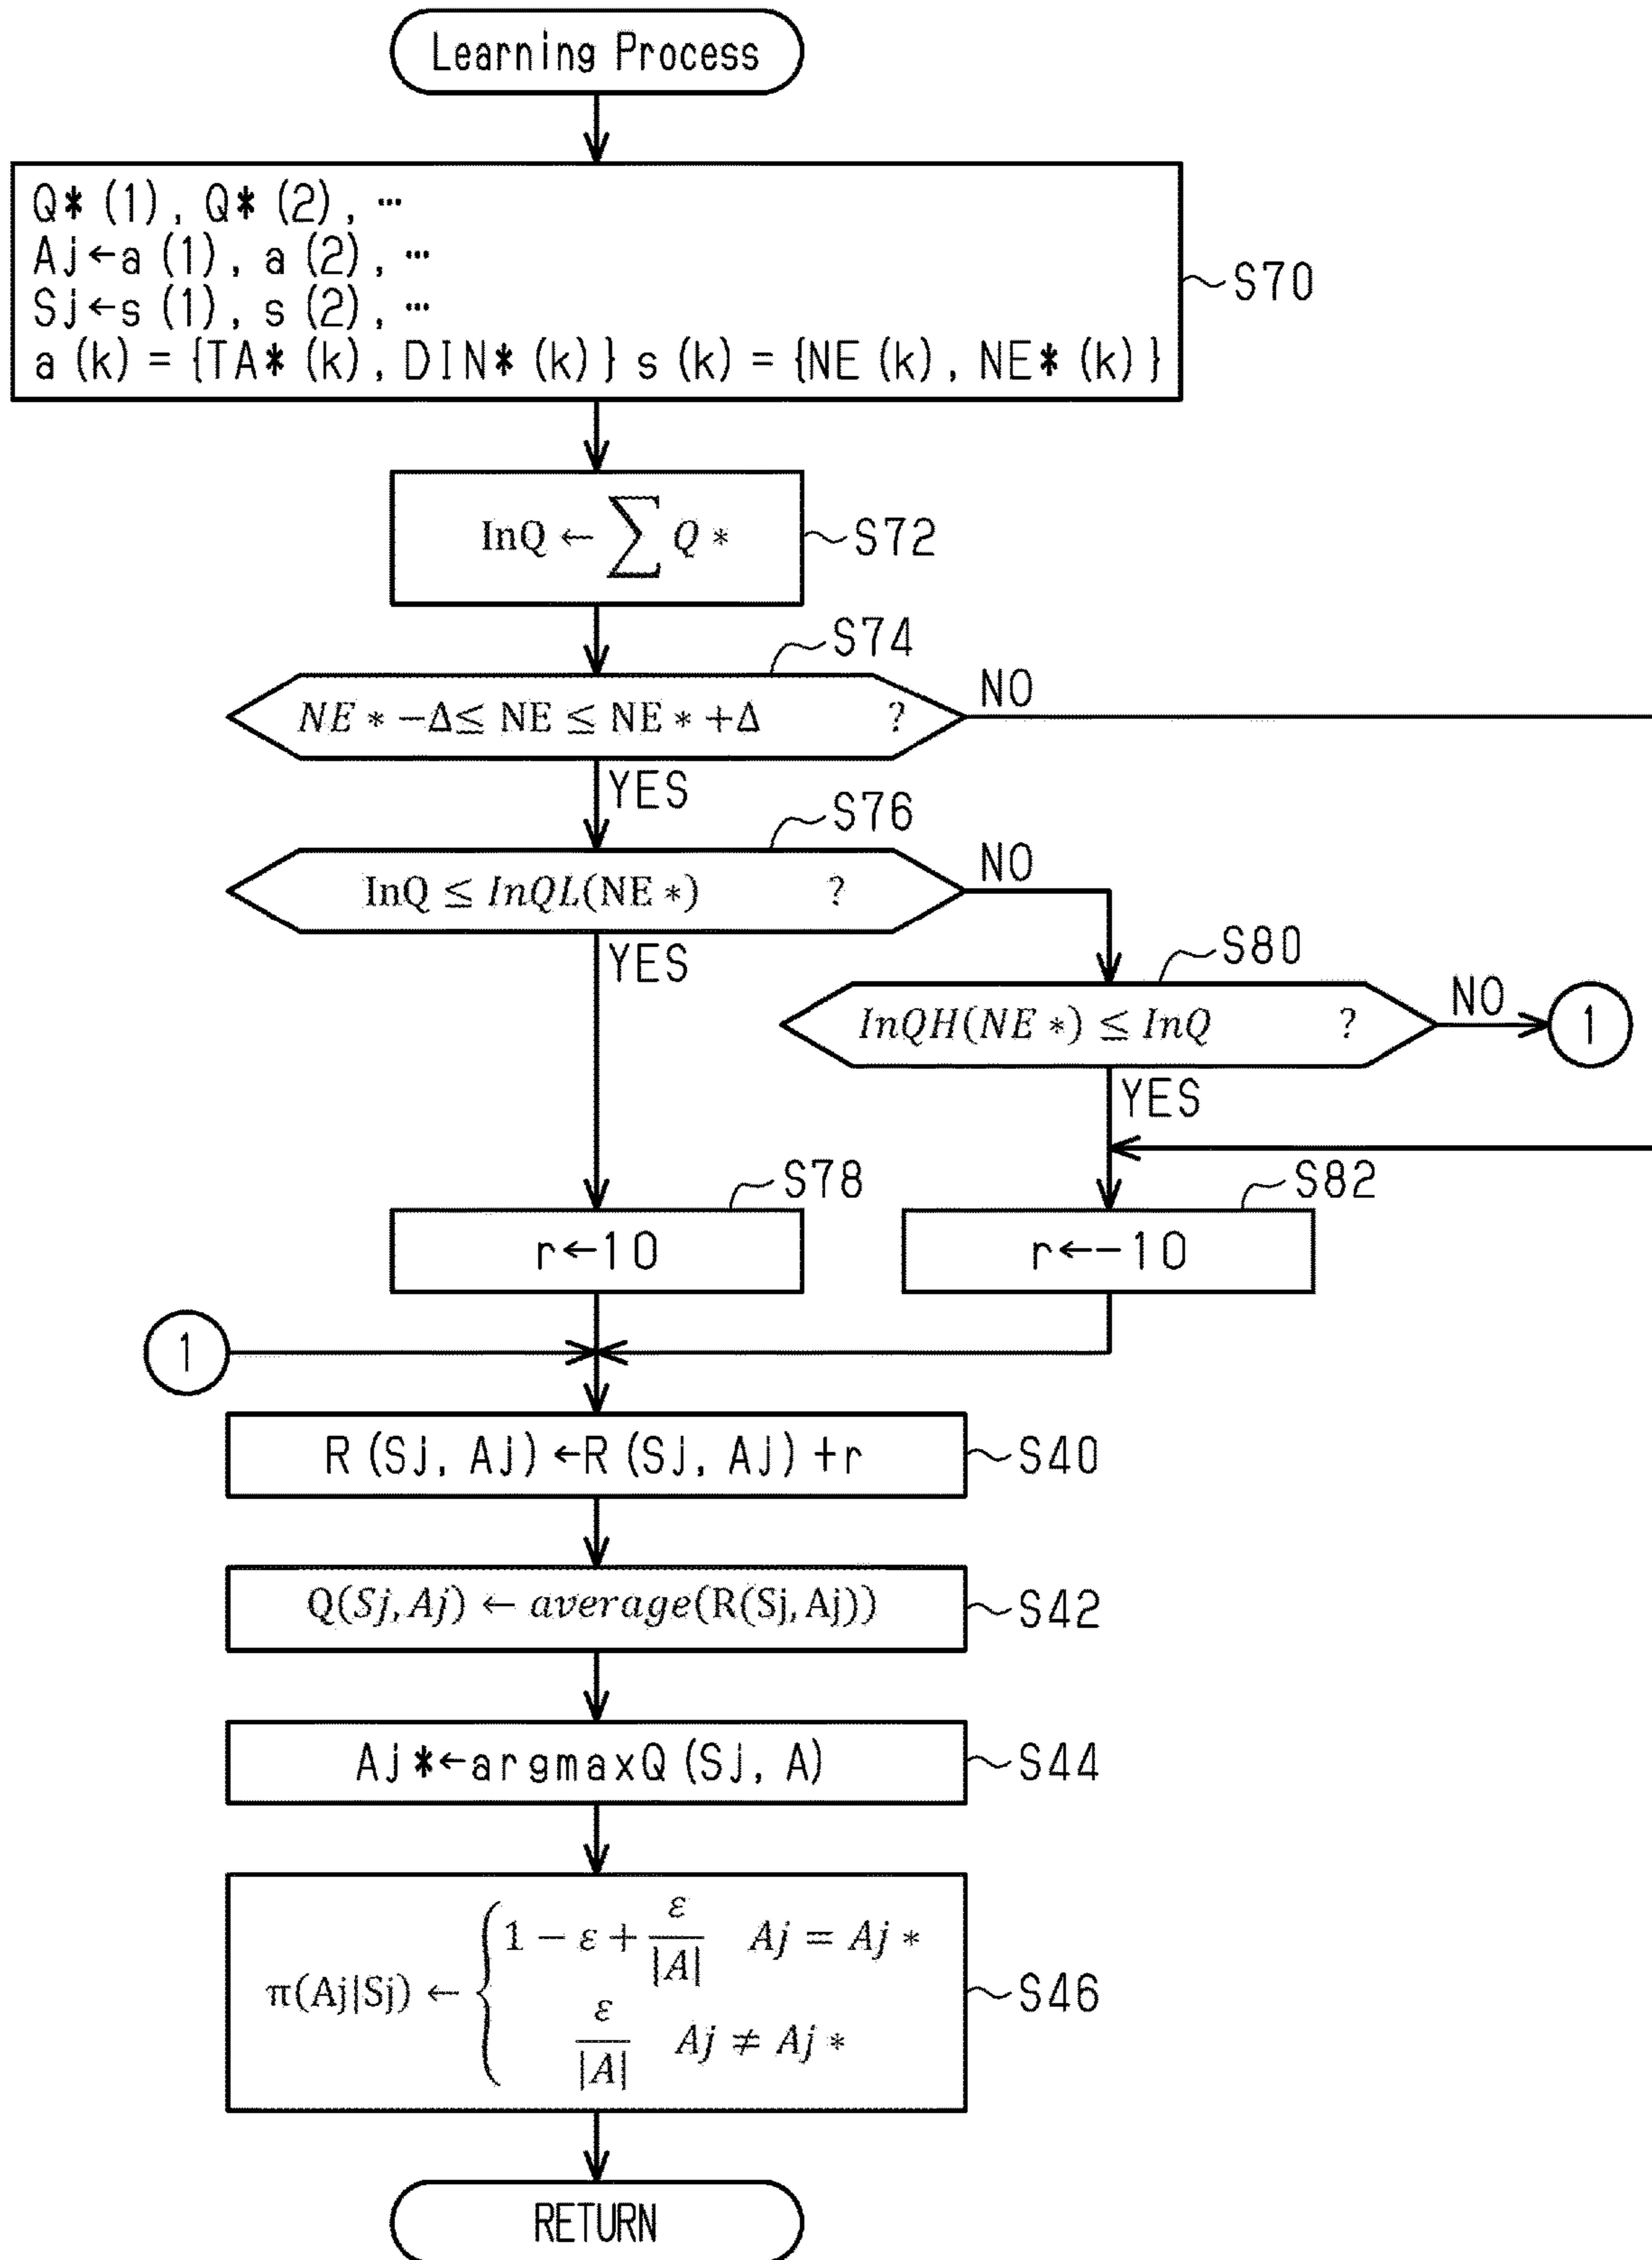 Learning Process
Q*(1), Q*(2), …
Aj←a(1), a(2), …
Sj←s(1), s(2), …
a(k)={TA*(k), DIN*(k)} s(k)={NE(k), NE*(k)}
S70
InQ ← ∑ Q *
S72
S74
NE * −Δ≦ NE ≦ NE * +Δ ?
NO
YES
S76
InQ ≦ InQL(NE *) ?
NO
YES
S80
InQH(NE *) ≦ InQ ?
NO
1
YES
S78
r←10
S82
r←−10
1
R(Sj, Aj)←R(Sj, Aj)+r
S40
Q(Sj, Aj) ← average(R(Sj, Aj))
S42
Aj*←argmaxQ(Sj, A)
S44
π(Aj|Sj) ← { 1 − ε + ε/|A| Aj = Aj *
ε/|A| Aj ≠ Aj *
S46
RETURN